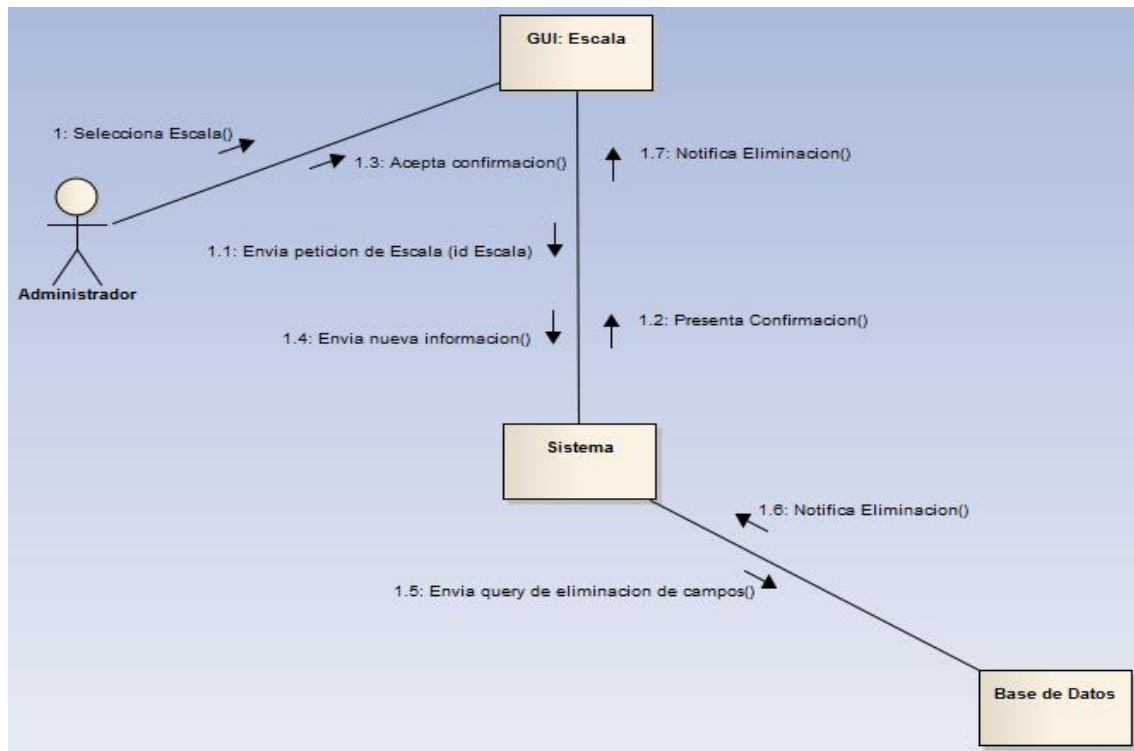 GUI: Escala
1: Selecciona Escala()
1.3: Acepta confirmacion()
1.7: Notifica Eliminacion()
1.1: Envia peticion de Escala (id Escala)
Administrador
1.4: Envia nueva informacion()
1.2: Presenta Confirmacion()
Sistema
1.6: Notifica Eliminacion()
1.5: Envia query de eliminacion de campos()
Base de Datos